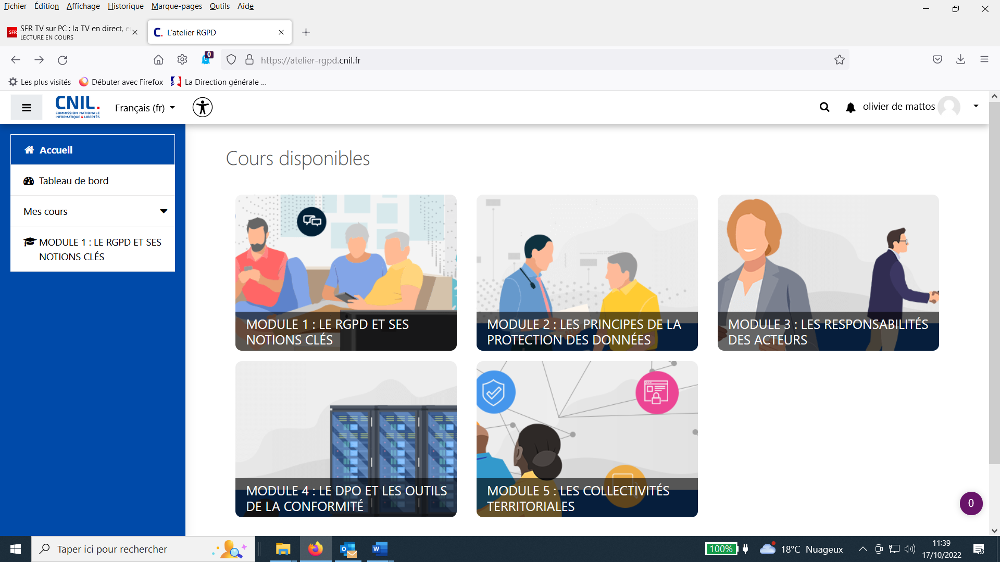 Fichier Édition Affichage Historique Marque-pages Outils Aide
SFR TV sur PC : la TV en direct, e
LECTURE EN COURS
SFR
C. L'atelier RGPD
0
https://atelier-rgpd.cnil.fr
Les plus visités Débuter avec Firefox La Direction générale ...
CNIL.
COMMISSION NATIONALE
INFORMATIQUE & LIBERTÉS
Français (fr)
olivier de mattos
Accueil
Tableau de bord
Mes cours
MODULE 1 : LE RGPD ET SES
NOTIONS CLÉS
Cours disponibles
MODULE 1 : LE RGPD ET SES
NOTIONS CLÉS
MODULE 2 : LES PRINCIPES DE LA
PROTECTION DES DONNÉES
MODULE 3 : LES RESPONSABILITÉS
DES ACTEURS
MODULE 4 : LE DPO ET LES OUTILS
DE LA CONFORMITÉ
MODULE 5 : LES COLLECTIVITÉS
TERRITORIALES
0
Taper ici pour rechercher
W
100%
18°C Nuageux
11:39
17/10/2022